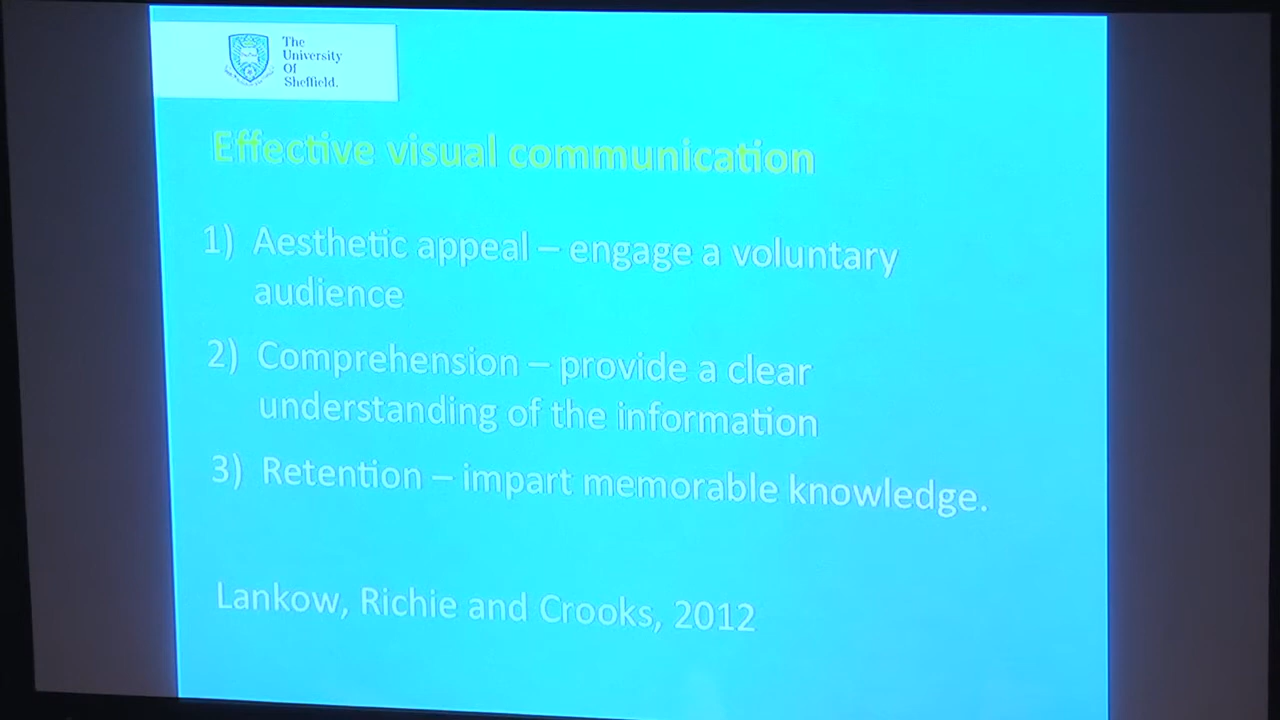 The
University
Of
Sheffield.
Effective visual communication
1) Aesthetic appeal – engage a voluntary
audience
2) Comprehension – provide a clear
understanding of the information
3) Retention – impart memorable knowledge.
Lankow, Richie and Crooks, 2012